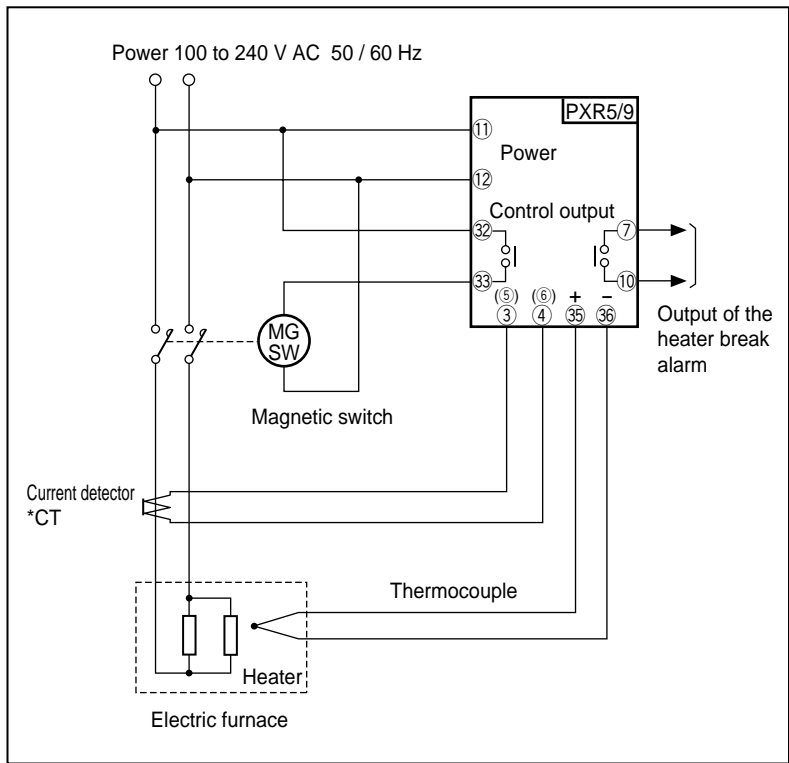 Power 100 to 240 V AC 50 / 60 Hz
PXR5/9
⑪
Power
⑫
Control output
㉜
⑦
㉝
⑩
(⑤) (⑥) + −
③ ④ ㉟ ㊱
Output of the
heater break
alarm
MG
SW
Magnetic switch
Current detector
*CT
Thermocouple
Heater
Electric furnace